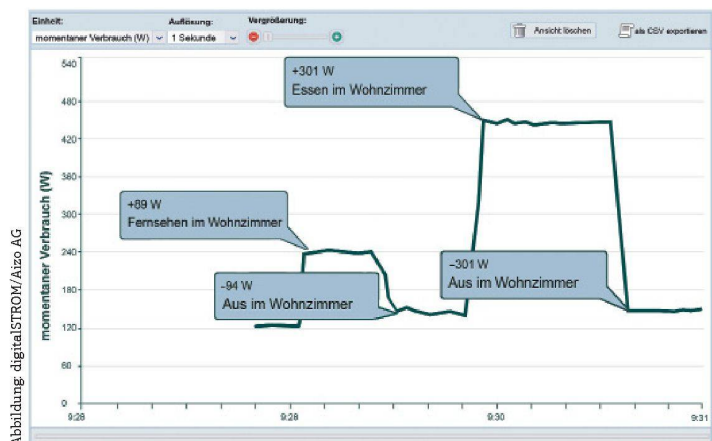 Einheit:
Auflösung:
Vergrößerung:
momentaner Verbrauch (W)
1 Sekunde
Ansicht löschen
als CSV exportieren
momentaner Verbrauch (W)
540
480
420
360
300
240
180
120
60
0
+301 W
Essen im Wohnzimmer
+89 W
Fernsehen im Wohnzimmer
–94 W
Aus im Wohnzimmer
–301 W
Aus im Wohnzimmer
9:28
9:28
9:30
9:31
Abbildung: digitalSTROM/Aizo AG